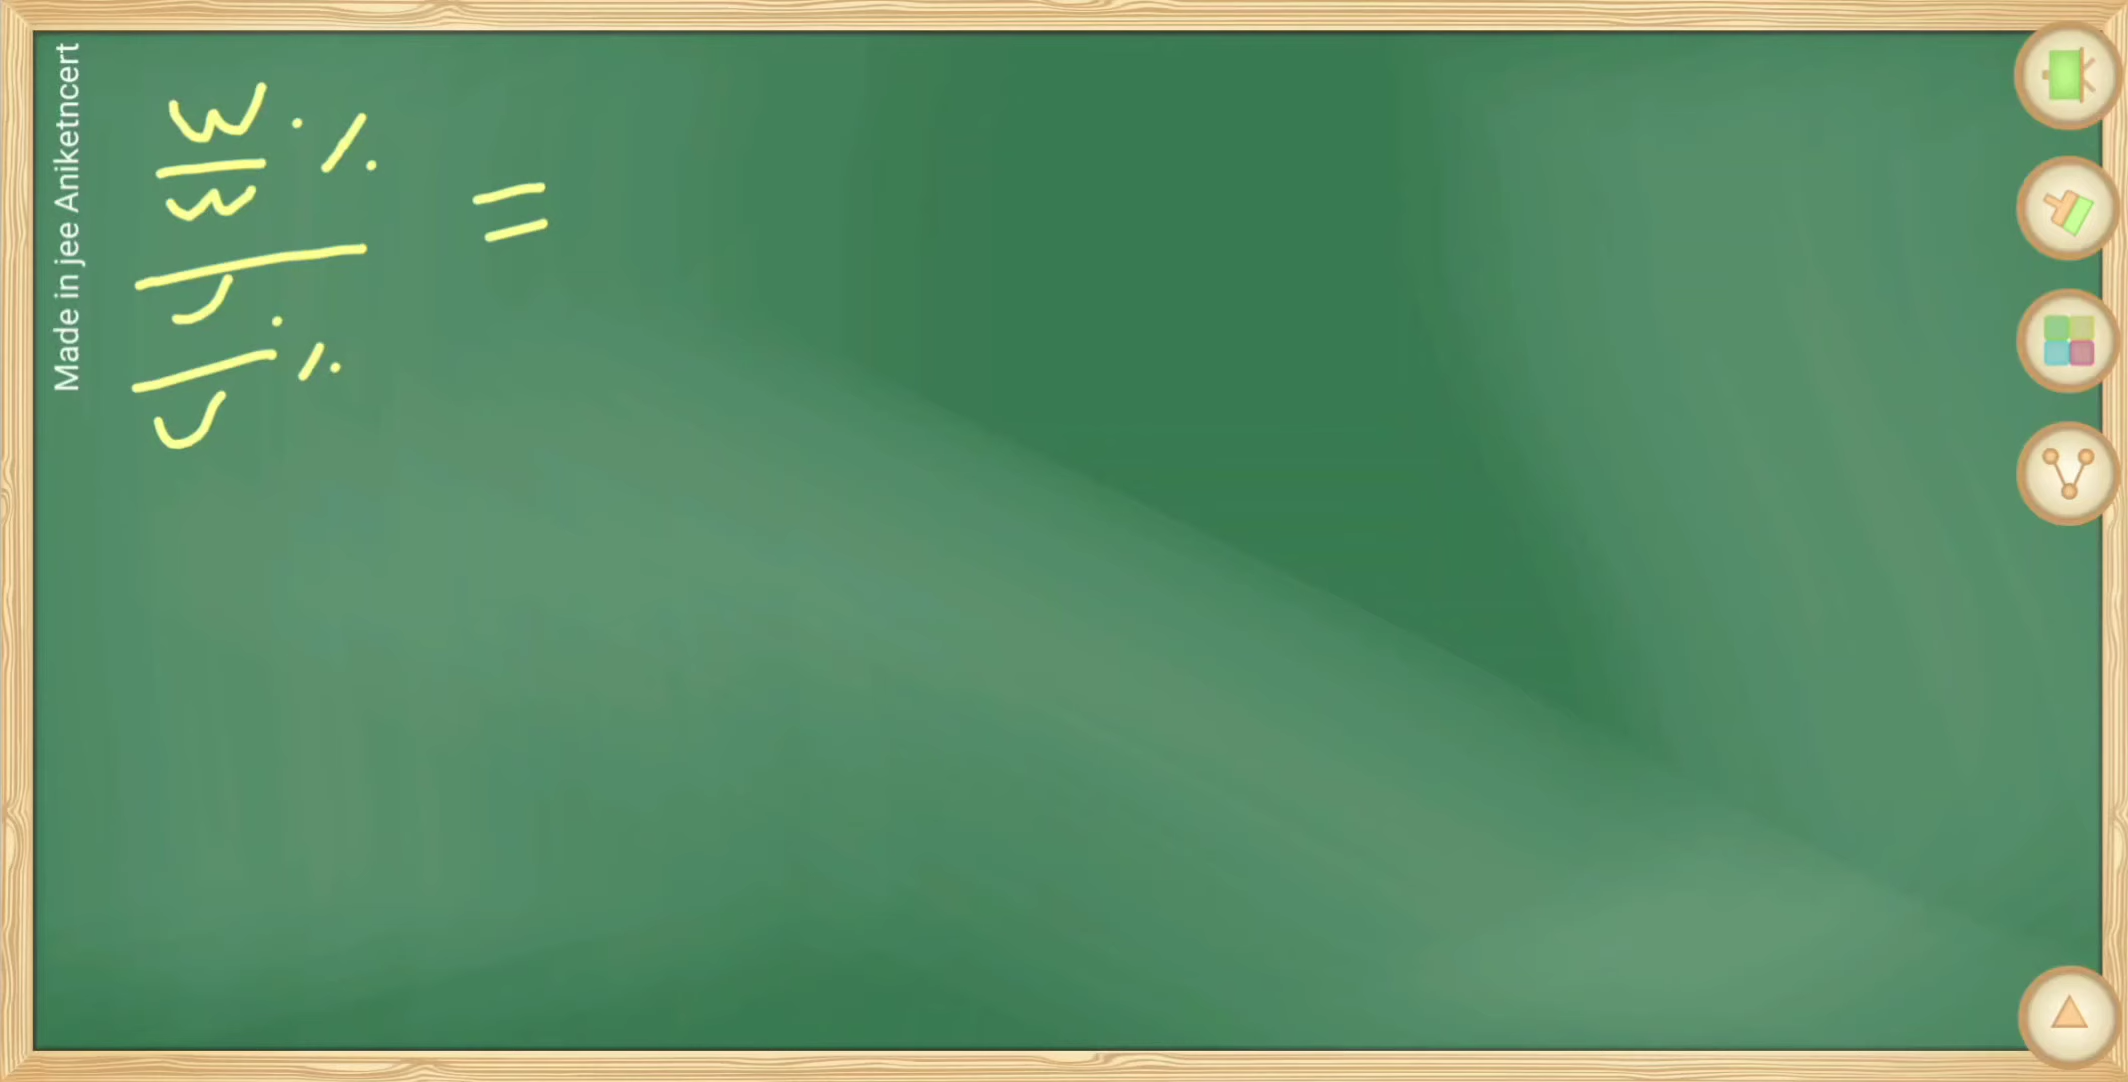 Made in jee Aniketncert
w/w %
=
v/v %